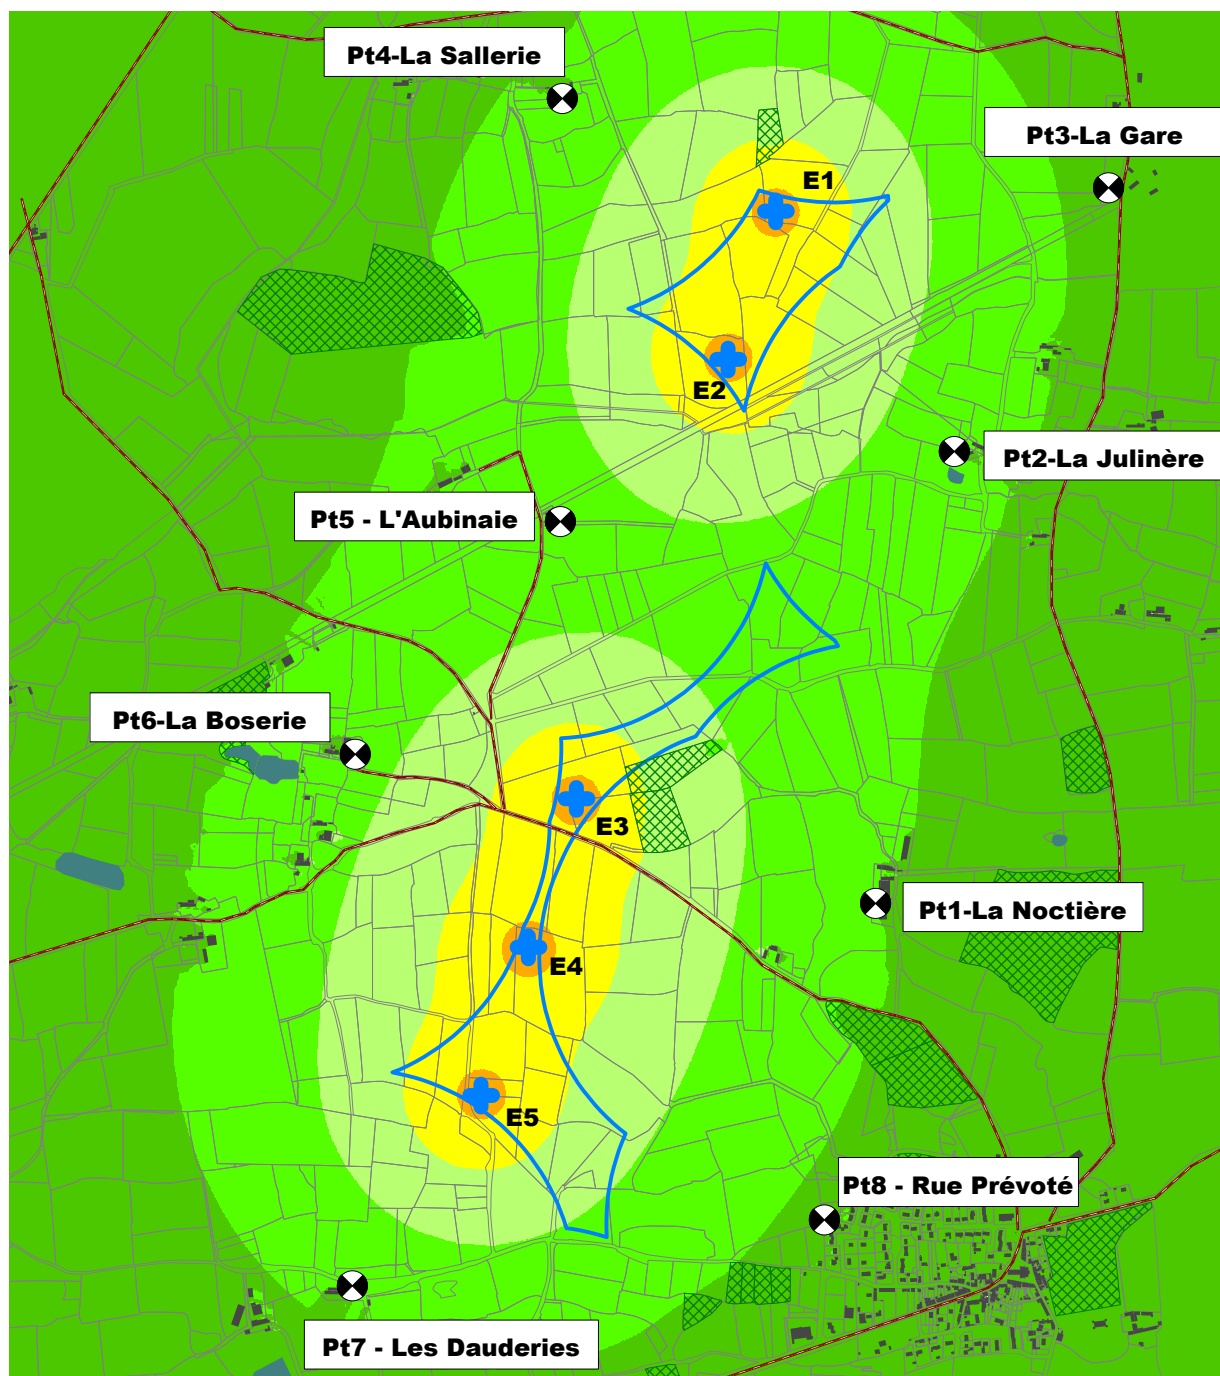 Pt4-La Sallerie
Pt3-La Gare
E1
E2
Pt2-La Julinère
Pt5 - L'Aubinaie
Pt6-La Boserie
E3
Pt1-La Noctière
E4
E5
Pt8 - Rue Prévoté
Pt7 - Les Dauderies